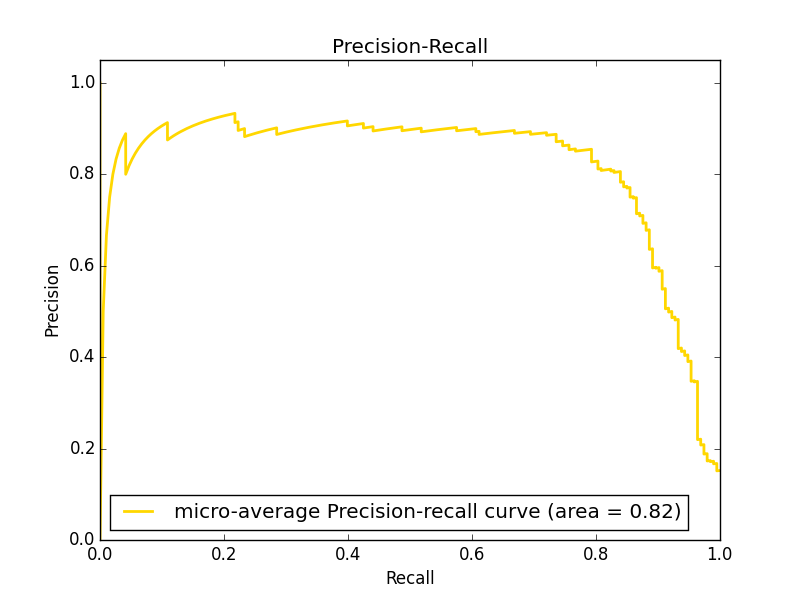 Precision-Recall
1.0
0.8
0.6
0.4
0.2
0.0
Precision
micro-average Precision-recall curve (area = 0.82)
0.0 0.2 0.4 0.6 0.8 1.0
Recall